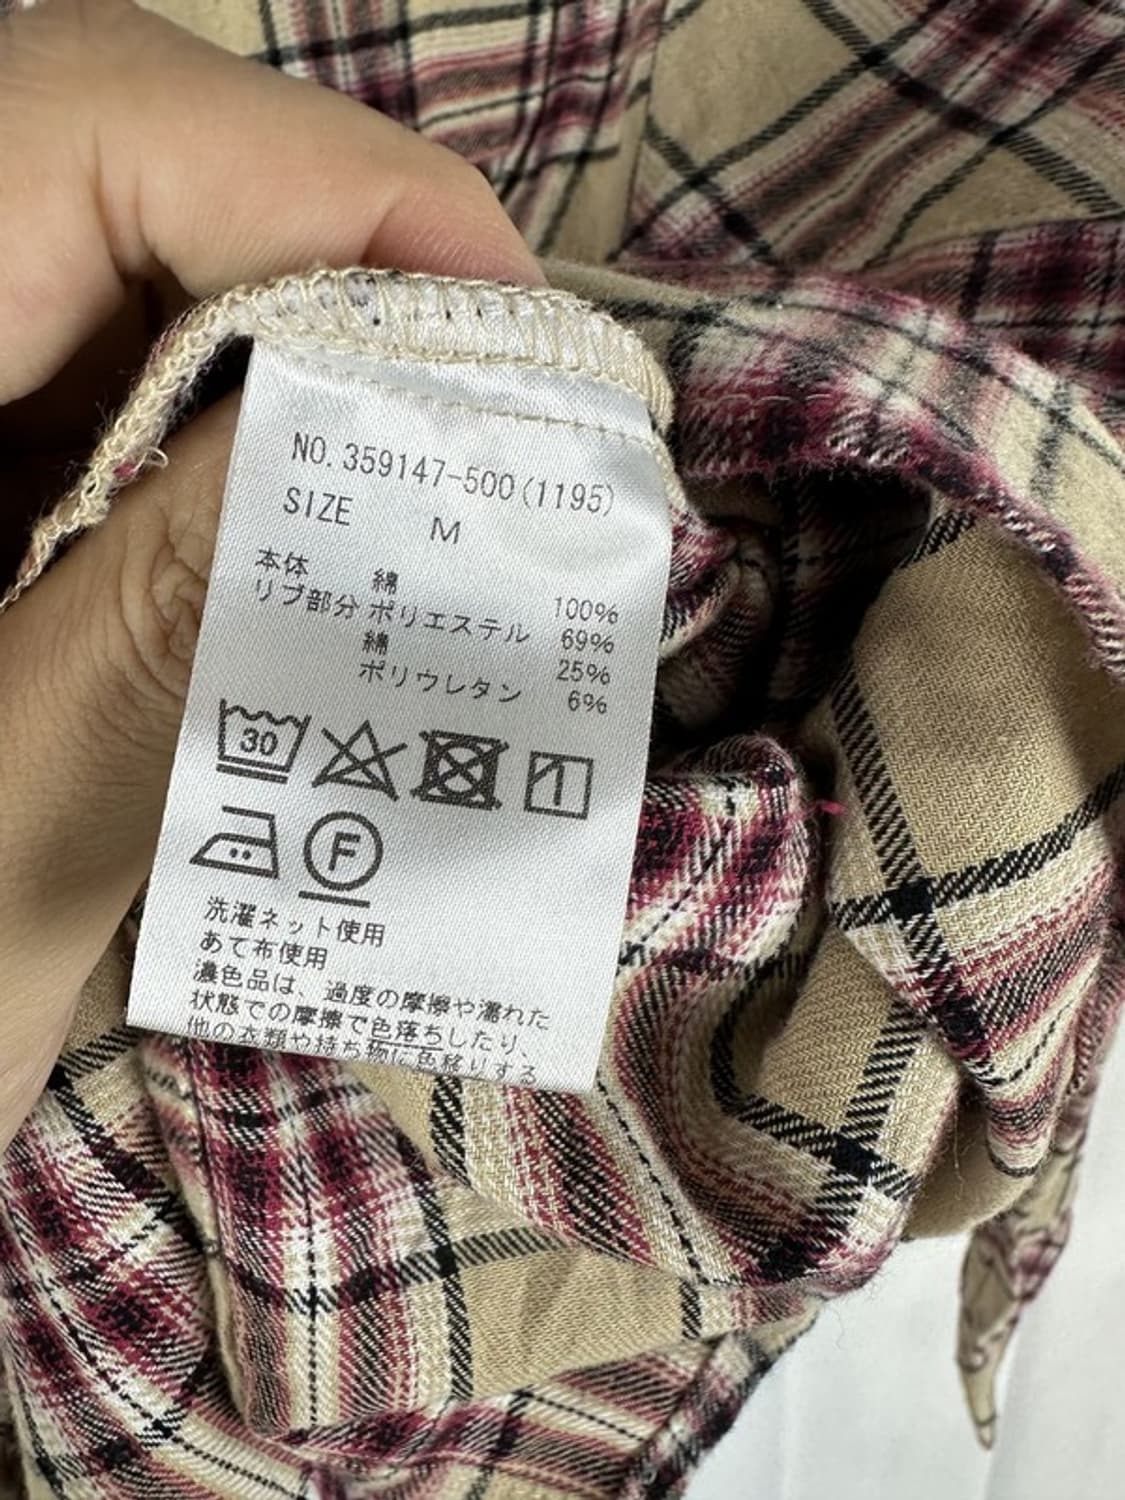 NO. 359147-500(1195)
SIZE M
本体 綿 100%
リブ部分 ポリエステル 69%
綿 25%
ポリウレタン 6%
30
F
洗濯ネット使用
あて布使用
濃色品は、過度の摩擦や濡れた
状態での摩擦で色落ちしたり、
他の衣類や持ち物に色移りする